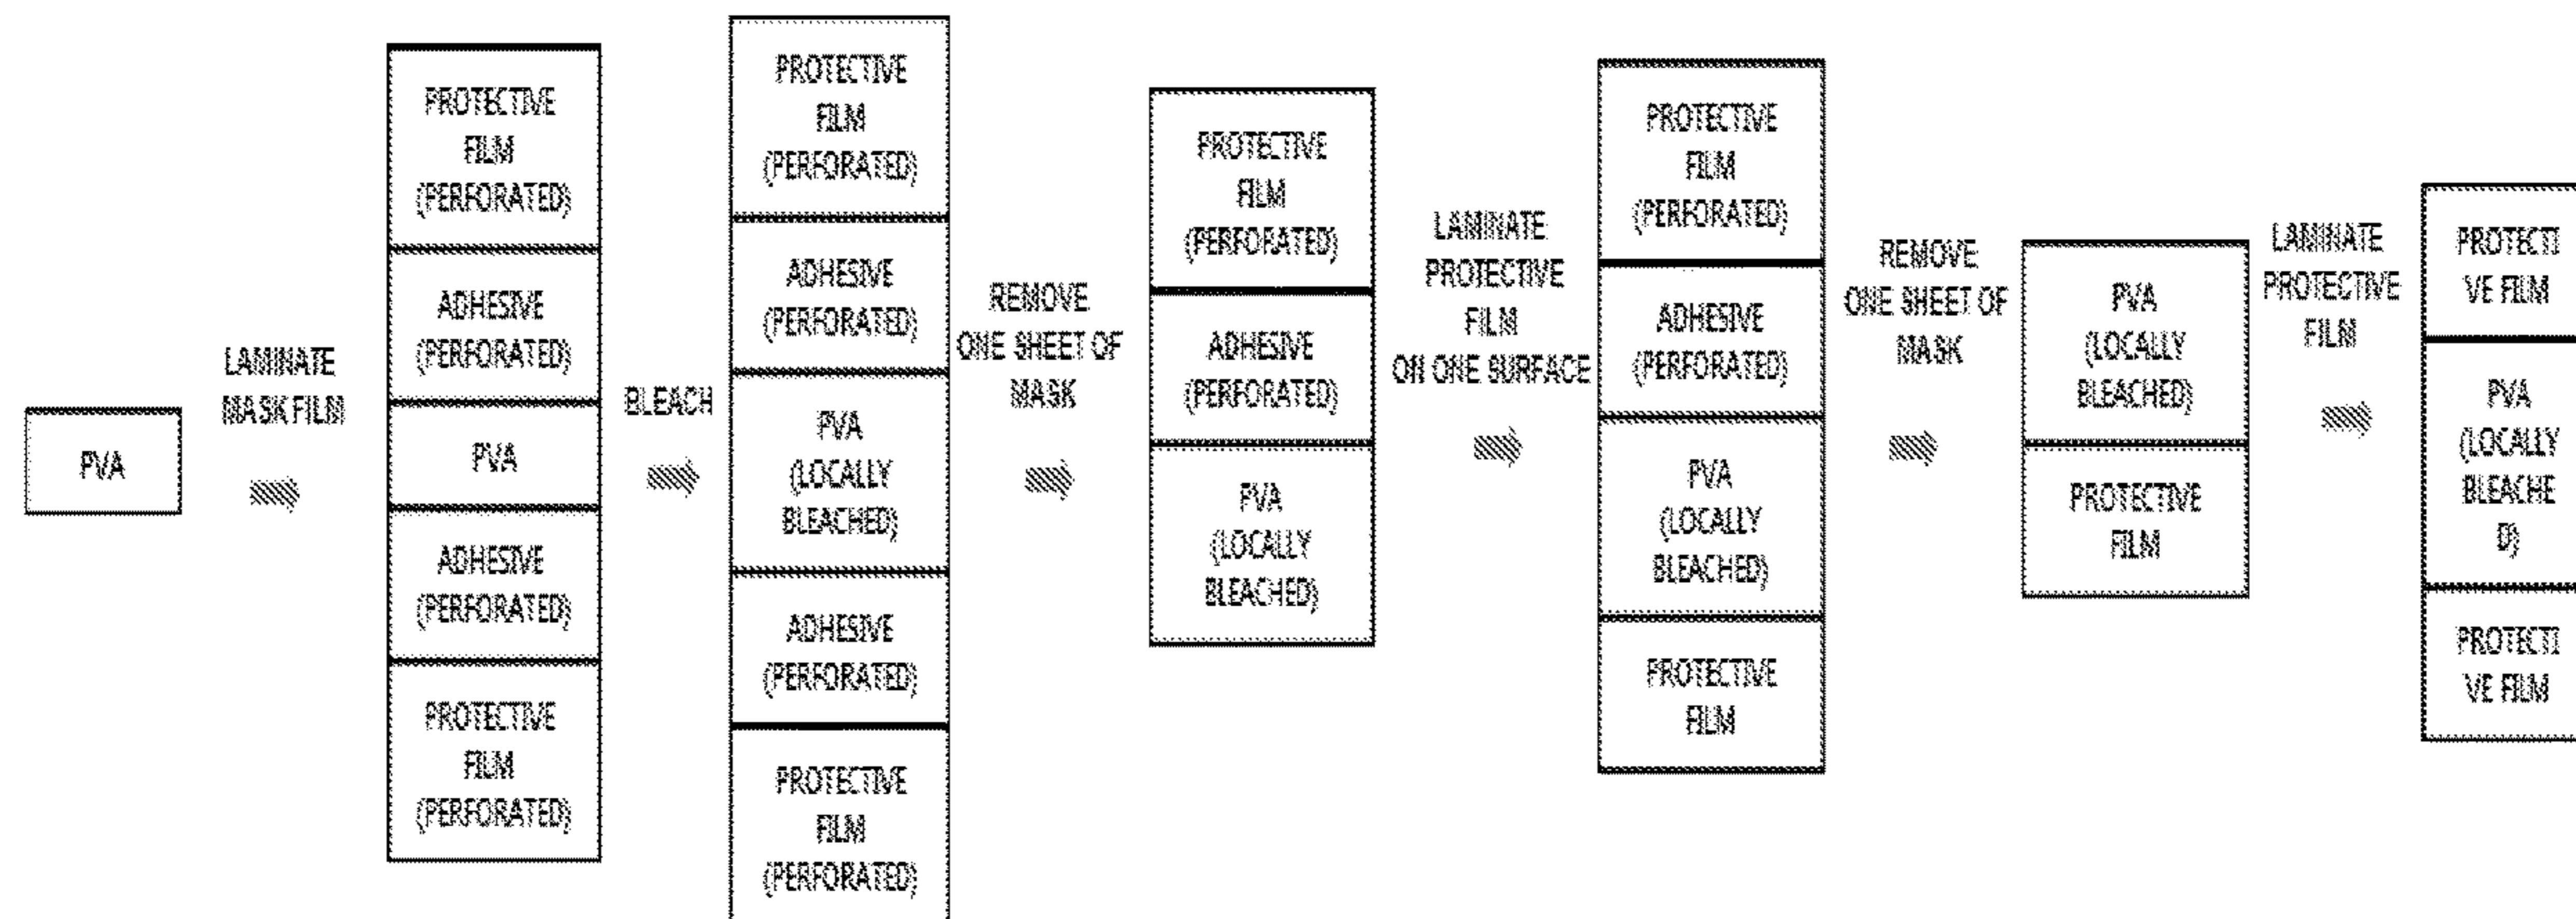 PVA
LAMINATE
MASK FILM
PROTECTIVE
FILM
(PERFORATED)
ADHESIVE
(PERFORATED)
PVA
ADHESIVE
(PERFORATED)
PROTECTIVE
FILM
(PERFORATED)
BLEACH
PROTECTIVE
FILM
(PERFORATED)
ADHESIVE
(PERFORATED)
PVA
(LOCALLY
BLEACHED)
ADHESIVE
(PERFORATED)
PROTECTIVE
FILM
(PERFORATED)
REMOVE
ONE SHEET OF
MASK
PROTECTIVE
FILM
(PERFORATED)
ADHESIVE
(PERFORATED)
PVA
(LOCALLY
BLEACHED)
LAMINATE
PROTECTIVE
FILM
ON ONE SURFACE
PROTECTIVE
FILM
(PERFORATED)
ADHESIVE
(PERFORATED)
PVA
(LOCALLY
BLEACHED)
PROTECTIVE
FILM
REMOVE
ONE SHEET OF
MASK
PVA
(LOCALLY
BLEACHED)
PROTECTIVE
FILM
LAMINATE
PROTECTIVE
FILM
PROTECTI
VE FILM
PVA
(LOCALLY
BLEACHE
D)
PROTECTI
VE FILM